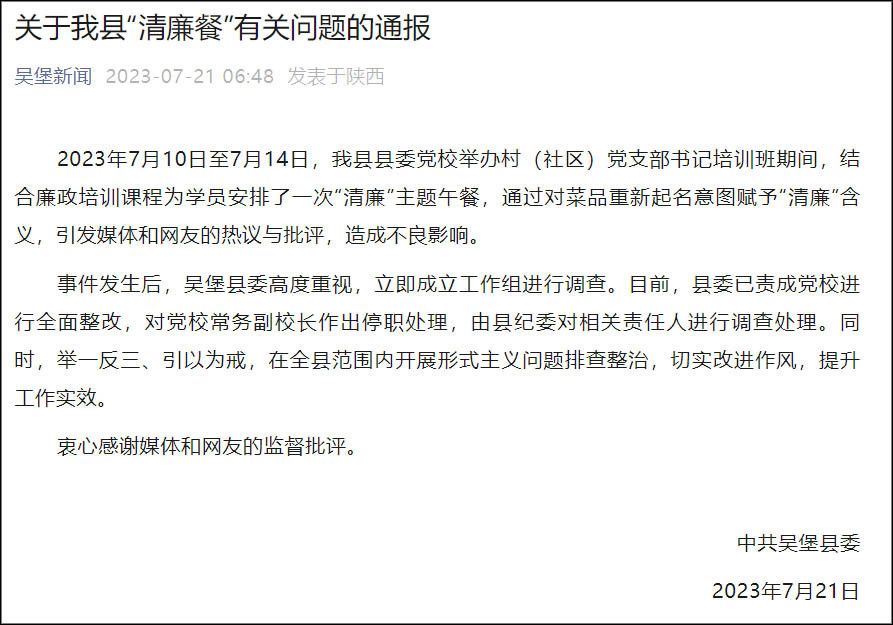 关于我县“清廉餐”有关问题的通报
吴堡新闻 2023-07-21 06:48 发表于陕西
2023年7月10日至7月14日，我县县委党校举办村（社区）党支部书记培训班期间，结
合廉政培训课程为学员安排了一次“清廉”主题午餐，通过对菜品重新起名意图赋予“清廉”含
义，引发媒体和网友的热议与批评，造成不良影响。
事件发生后，吴堡县委高度重视，立即成立工作组进行调查。目前，县委已责成党校进
行全面整改，对党校常务副校长作出停职处理，由县纪委对相关责任人进行调查处理。同
时，举一反三、引以为戒，在全县范围内开展形式主义问题排查整治，切实改进作风，提升
工作实效。
衷心感谢媒体和网友的监督批评。
中共吴堡县委
2023年7月21日